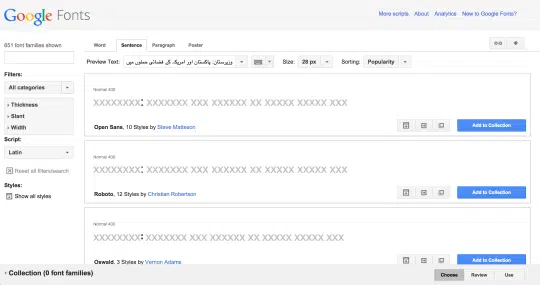 Google Fonts
More scripts About Analytics New to Google Fonts?
651 font families shown
Word Sentence Paragraph Poster
Preview Text: وزیرستان: پاکستان اور امریکہ کے فضائی حملوں میں Size: 28 px Sorting: Popularity
Filters:
All categories
› Thickness
› Slant
› Width
Script:
Latin
Reset all filters/search
Styles:
Show all styles
Normal 400
XXXXXXXX: XXXXXXX XXX XXXXXX XX XXXXX XXXXX XXX
Open Sans, 10 Styles by Steve Matteson
Add to Collection
Normal 400
XXXXXXXX: XXXXXXX XXX XXXXXX XX XXXXX XXXXX XXX
Roboto, 12 Styles by Christian Robertson
Add to Collection
Normal 400
XXXXXXXX: XXXXXXX XXX XXXXXX XX XXXXX XXXXX XXX
Oswald, 3 Styles by Vernon Adams
Add to Collection
› Collection (0 font families)
Choose Review Use